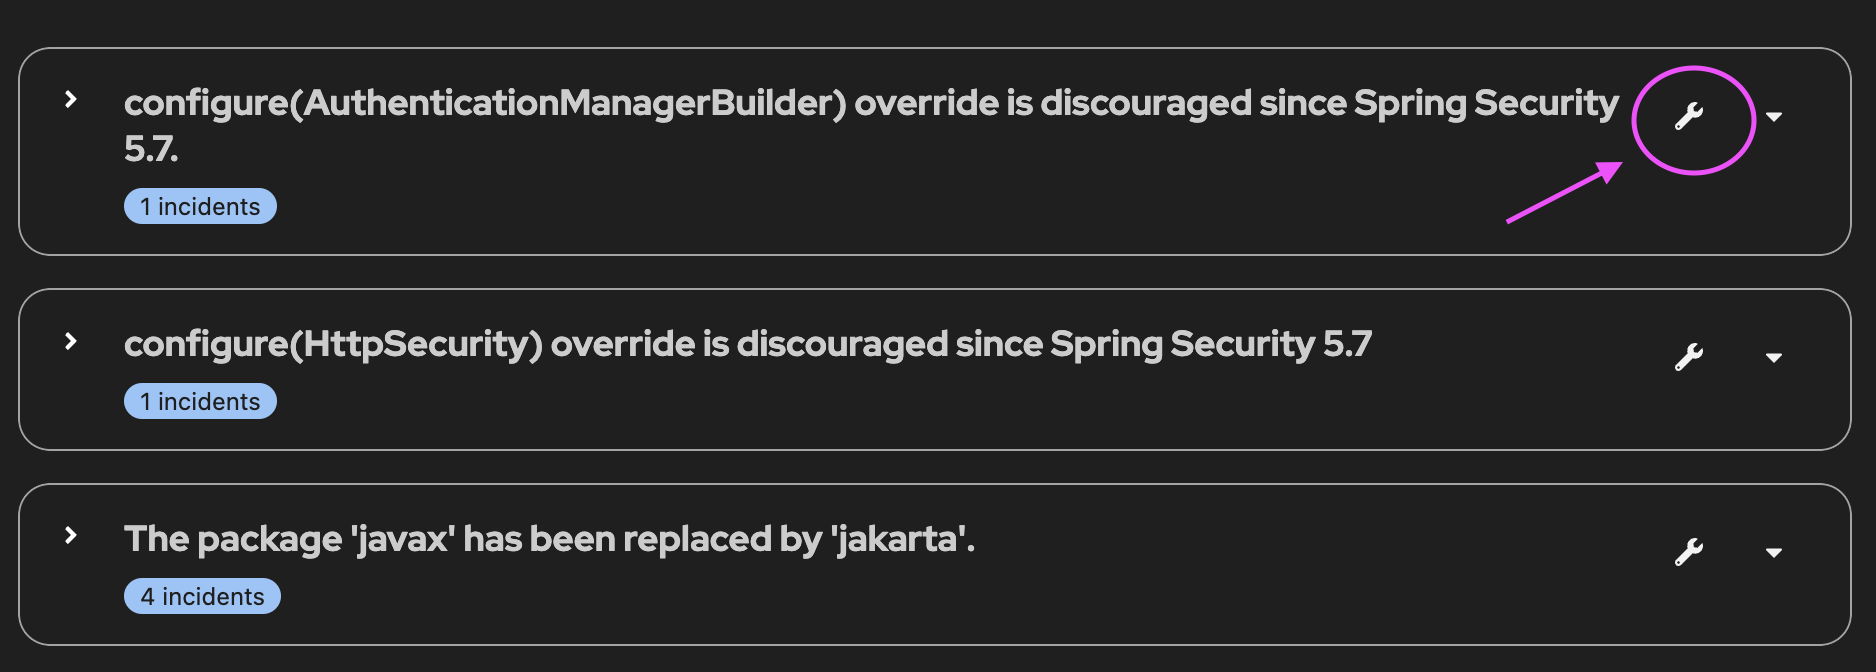 configure(AuthenticationManagerBuilder) override is discouraged since Spring Security
5.7.
1 incidents
configure(HttpSecurity) override is discouraged since Spring Security 5.7
1 incidents
The package 'javax' has been replaced by 'jakarta'.
4 incidents